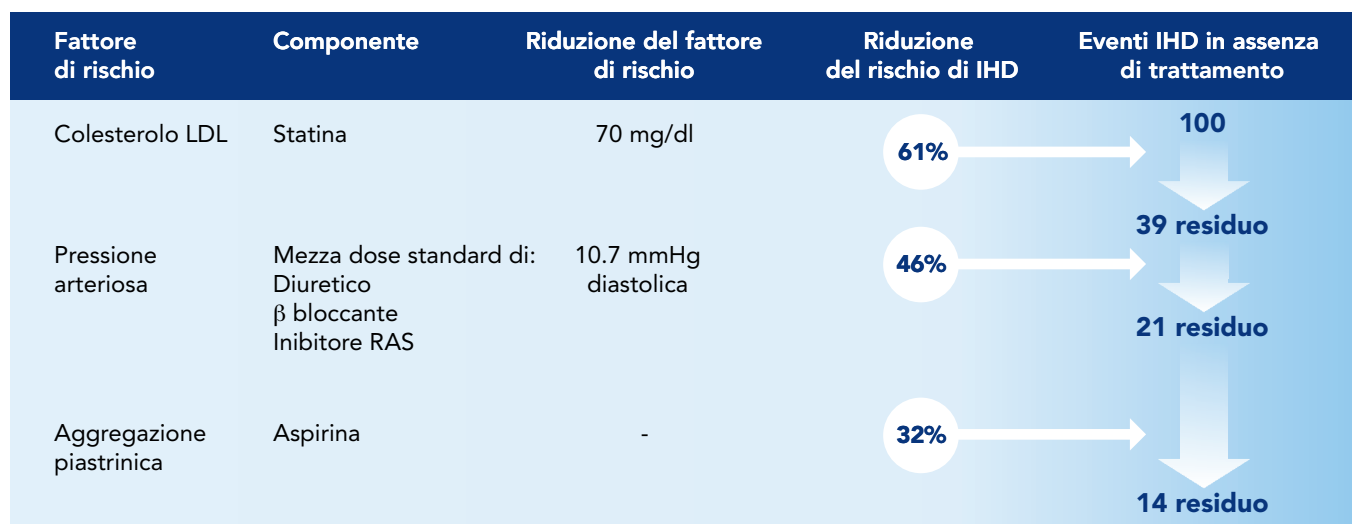 Fattore
di rischio
Componente
Riduzione del fattore
di rischio
Riduzione
del rischio di IHD
Eventi IHD in assenza
di trattamento
Colesterolo LDL
Statina
70 mg/dl
61%
100
39 residuo
Pressione
arteriosa
Mezza dose standard di:
Diuretico
β bloccante
Inibitore RAS
10.7 mmHg
diastolica
46%
21 residuo
Aggregazione
piastrinica
Aspirina
-
32%
14 residuo